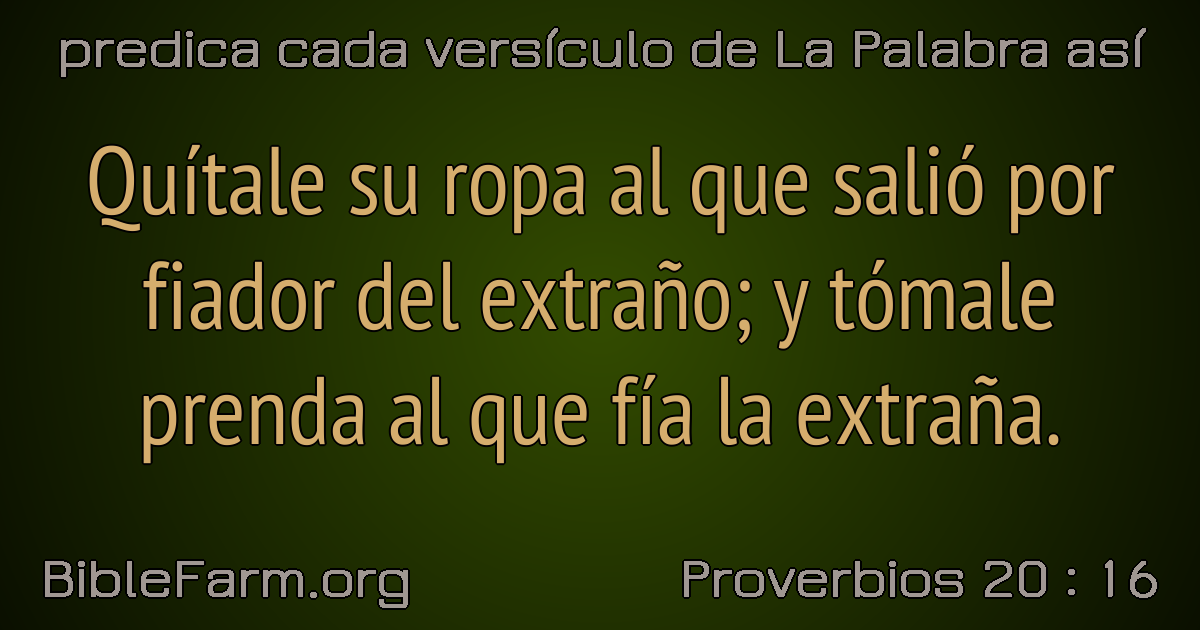 predica cada versículo de La Palabra así
Quítale su ropa al que salió por
fiador del extraño; y tómale
prenda al que fía la extraña.
BibleFarm.org
Proverbios 20 : 16